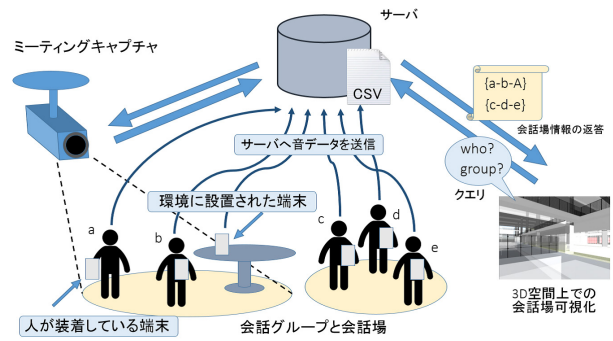 サーバ
ミーティングキャプチャ
CSV
{a-b-A}
{c-d-e}
会話場情報の返答
サーバへ音データを送信
who?
group?
クエリ
環境に設置された端末
a
b
c
d
e
人が装着している端末
会話グループと会話場
3D空間上での
会話場可視化